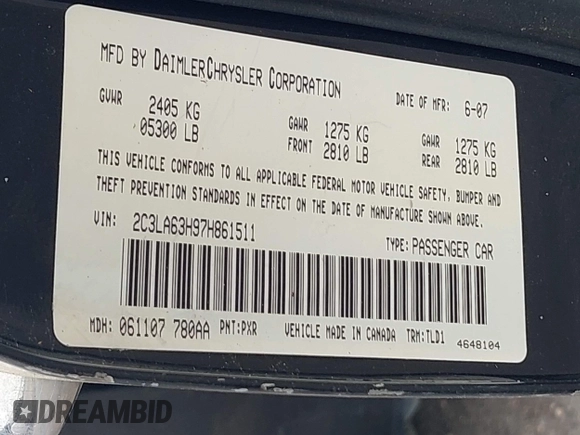 MFD BY DAIMLERCHRYSLER CORPORATION
DATE OF MFR: 6-07
GVWR 2405 KG
05300 LB
GAWR FRONT 1275 KG
2810 LB
GAWR REAR 1275 KG
2810 LB
THIS VEHICLE CONFORMS TO ALL APPLICABLE FEDERAL MOTOR VEHICLE SAFETY, BUMPER AND
THEFT PREVENTION STANDARDS IN EFFECT ON THE DATE OF MANUFACTURE SHOWN ABOVE.
VIN: 2C3LA63H97H861511
TYPE: PASSENGER CAR
MDH: 061107 780AA PNT:PXR VEHICLE MADE IN CANADA TRM:TLD1 4648104
DREAMBID